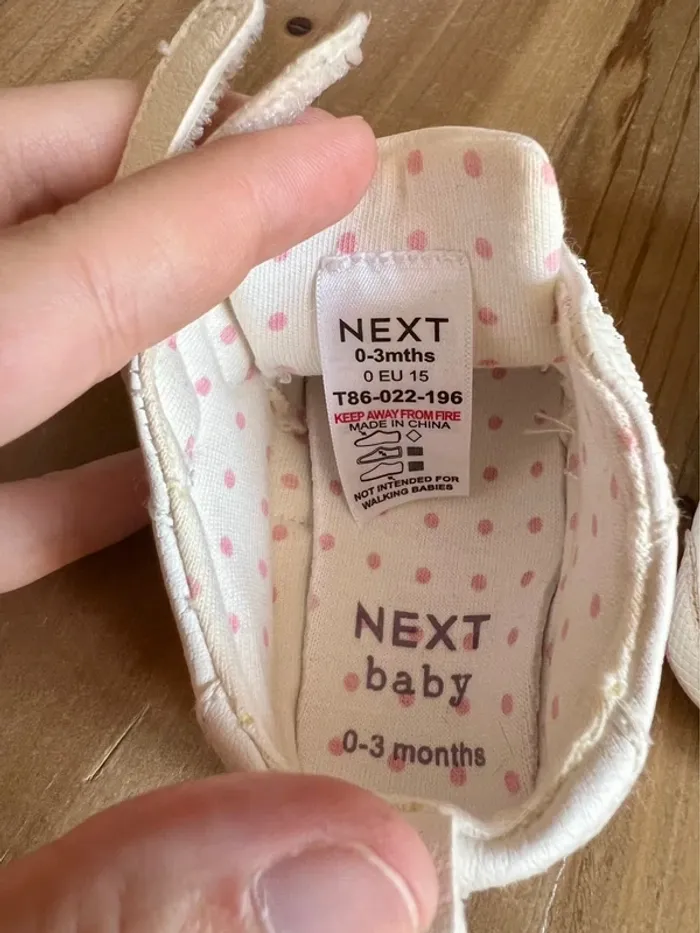 NEXT
0-3mths
0 EU 15
T86-022-196
KEEP AWAY FROM FIRE
MADE IN CHINA
NOT INTENDED FOR
WALKING BABIES
NEXT
baby
0-3 months